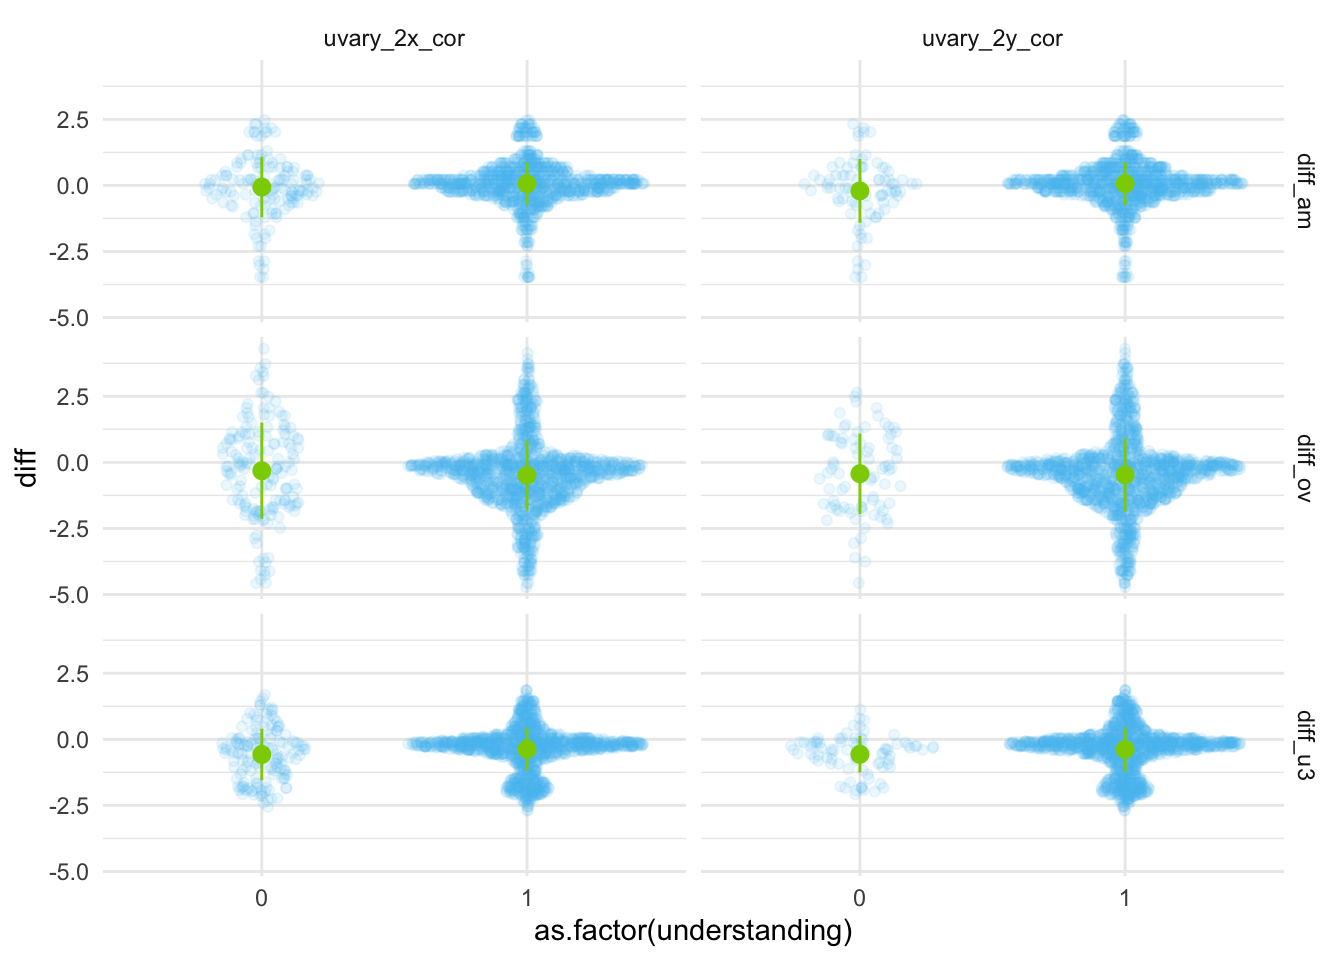 uvary_2x_cor uvary_2y_cor
2.5
0.0
-2.5
-5.0
diff_am
2.5
0.0
-2.5
-5.0
diff_ov
diff
2.5
0.0
-2.5
-5.0
diff_u3
0 1 0 1
as.factor(understanding)